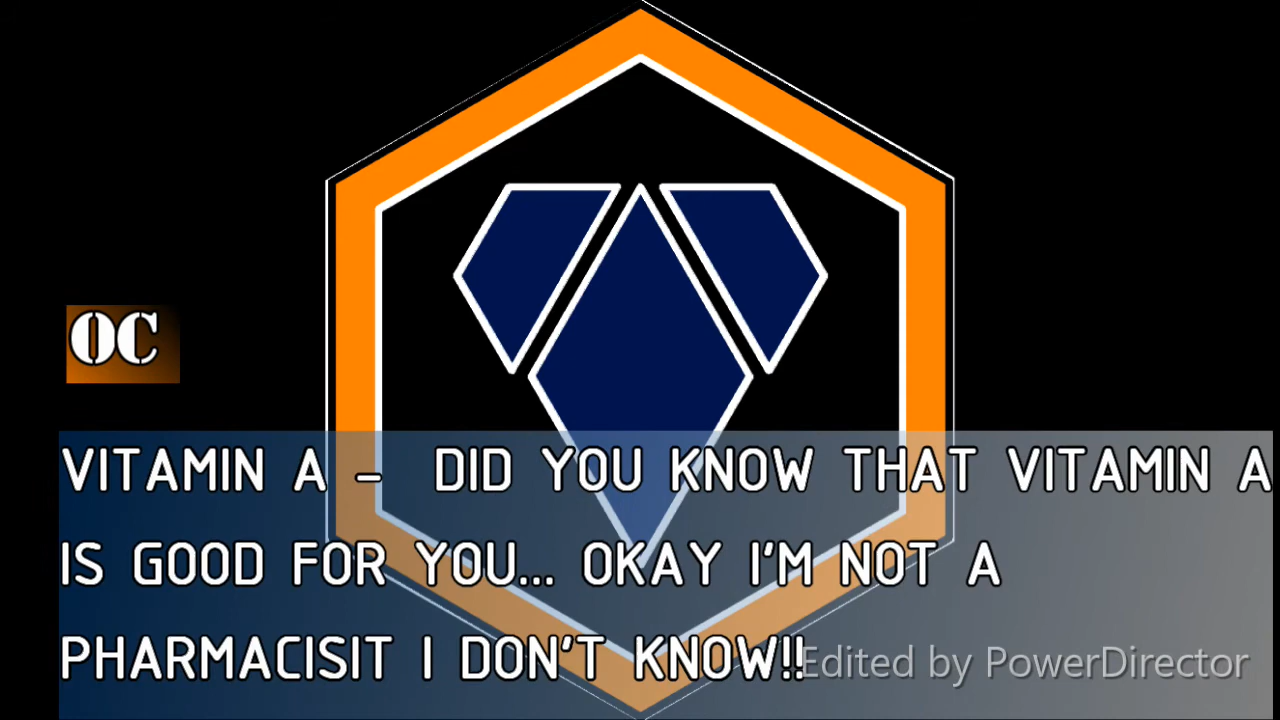 OC
VITAMIN A - DID YOU KNOW THAT VITAMIN A
IS GOOD FOR YOU... OKAY I'M NOT A
PHARMACISIT I DON'T KNOW!!
Edited by PowerDirector